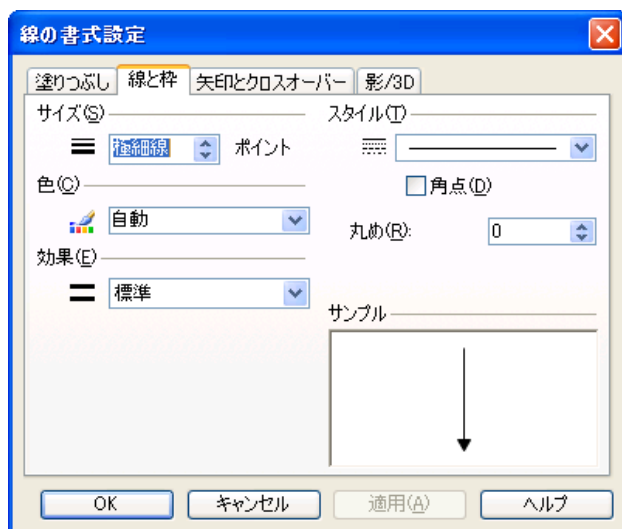 線の書式設定
塗りつぶし 線と枠 矢印とクロスオーバー 影/3D
サイズ(S)
極細線 ポイント
色(C)
自動
効果(E)
標準
スタイル(T)
角点(D)
丸め(R): 0
サンプル
OK キャンセル 適用(A) ヘルプ